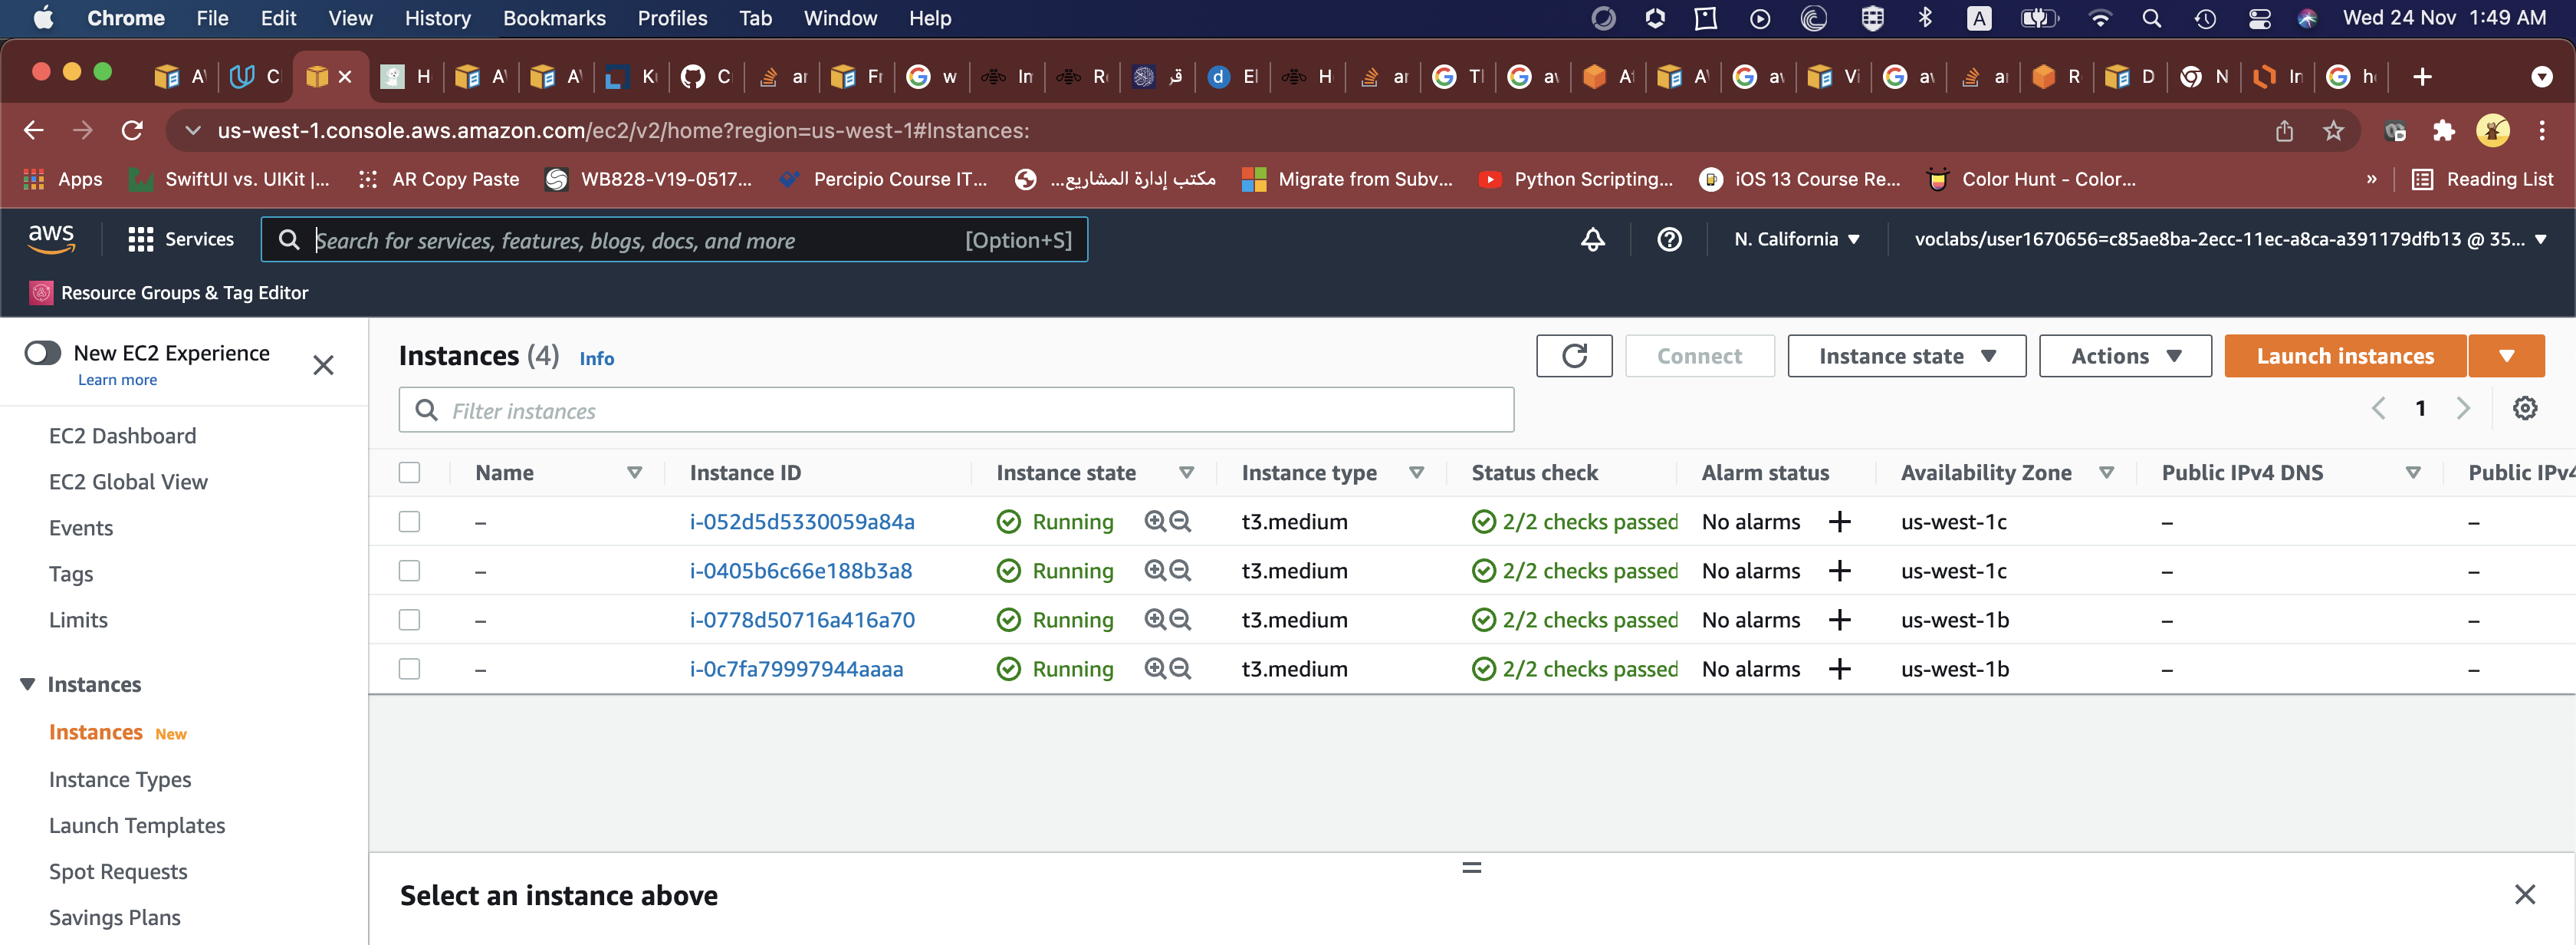 Chrome File Edit View History Bookmarks Profiles Tab Window Help A Wed 24 Nov 1:49 AM
us-west-1.console.aws.amazon.com/ec2/v2/home?region=us-west-1#Instances:
Apps SwiftUI vs. UIKit |... AR Copy Paste WB828-V19-0517... Percipio Course IT... مكتب إدارة المشاريع... Migrate from Subv... Python Scripting... iOS 13 Course Re... Color Hunt - Color... » Reading List
aws Services Search for services, features, blogs, docs, and more [Option+S] N. California voclabs/user1670656=c85ae8ba-2ecc-11ec-a8ca-a391179dfb13 @ 35...
Resource Groups & Tag Editor
New EC2 Experience
Learn more
EC2 Dashboard
EC2 Global View
Events
Tags
Limits
Instances
Instances New
Instance Types
Launch Templates
Spot Requests
Savings Plans
Instances (4) Info Connect Instance state Actions Launch instances
Filter instances 1
Name Instance ID Instance state Instance type Status check Alarm status Availability Zone Public IPv4 DNS Public IPv4
– i-052d5d5330059a84a Running t3.medium 2/2 checks passed No alarms + us-west-1c – –
– i-0405b6c66e188b3a8 Running t3.medium 2/2 checks passed No alarms + us-west-1c – –
– i-0778d50716a416a70 Running t3.medium 2/2 checks passed No alarms + us-west-1b – –
– i-0c7fa79997944aaaa Running t3.medium 2/2 checks passed No alarms + us-west-1b – –
Select an instance above